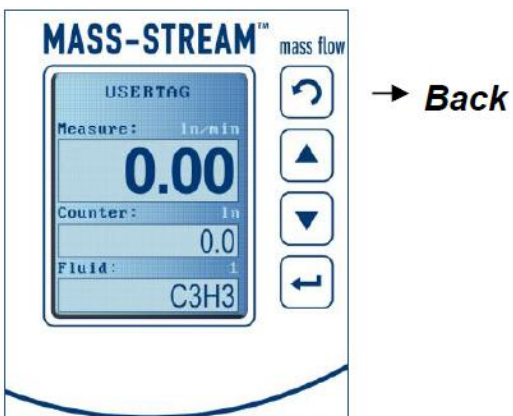 MASS-STREAM™ mass flow
USERTAG
Measure: ln/min
0.00
Counter: ln
0.0
Fluid: 1
C3H3
Back